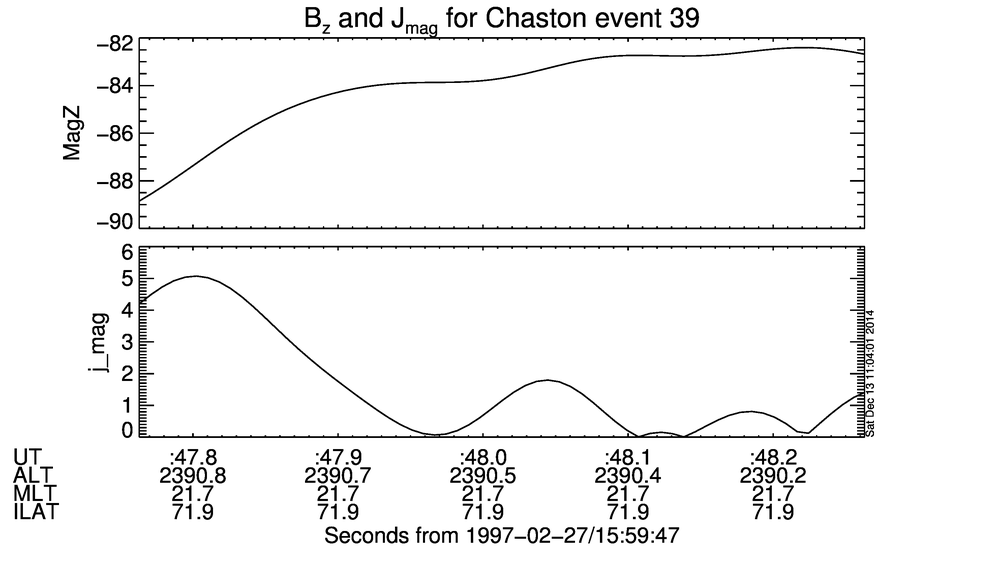 B_z and J_mag for Chaston event 39
−82
−84
−86
−88
−90
MagZ
6
5
4
3
2
1
0
j_mag
Sat Dec 13 11:04:01 2014
UT :47.8 :47.9 :48.0 :48.1 :48.2
ALT 2390.8 2390.7 2390.5 2390.4 2390.2
MLT 21.7 21.7 21.7 21.7 21.7
ILAT 71.9 71.9 71.9 71.9 71.9
Seconds from 1997−02−27/15:59:47